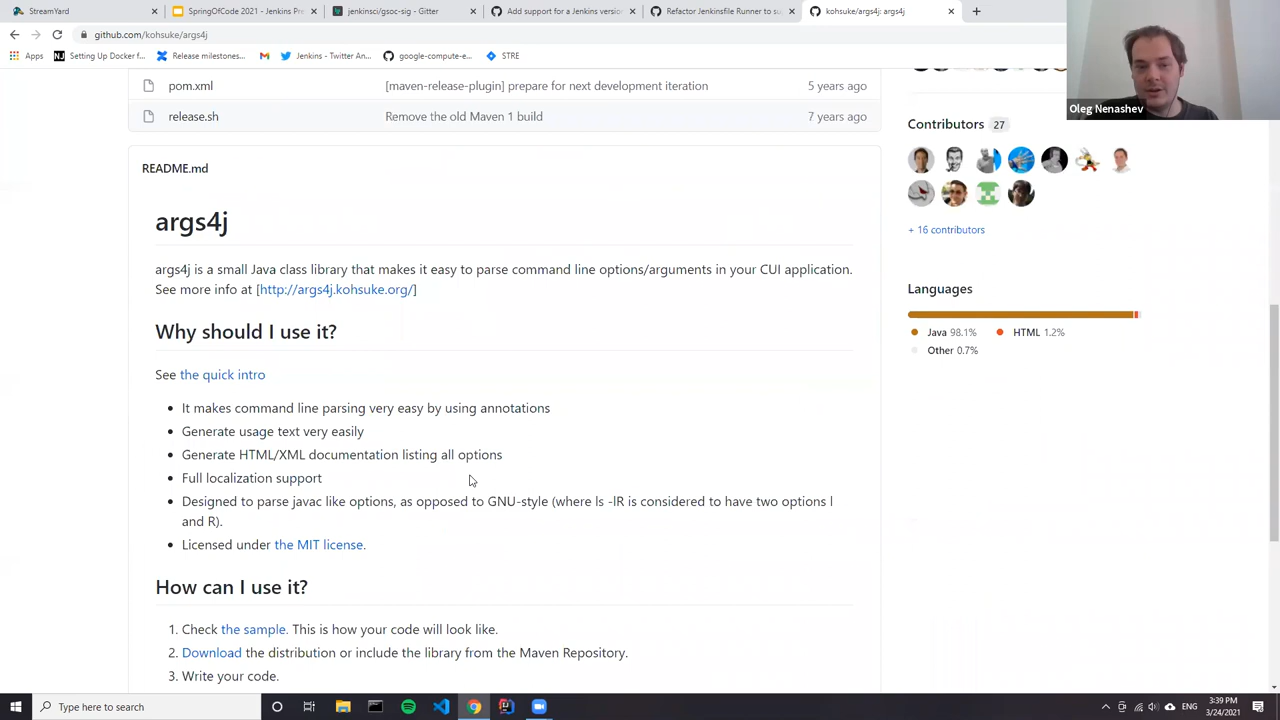 StreamYard
SpringOfCode 2021 - Jenkins Pre
jenkinsci/gsoc-sig - Gitter
Add support for a Jenkins version
Refactor Jenkinsfile Runner to su
kohsuke/args4j: args4j
github.com/kohsuke/args4j
Apps
Setting Up Docker f...
Release milestones...
Jenkins - Twitter An...
google-compute-e...
STRE
Oleg Nenashev
pom.xml
[maven-release-plugin] prepare for next development iteration
5 years ago
release.sh
Remove the old Maven 1 build
7 years ago
README.md
args4j
args4j is a small Java class library that makes it easy to parse command line options/arguments in your CUI application.
See more info at [http://args4j.kohsuke.org/]
Why should I use it?
See the quick intro
It makes command line parsing very easy by using annotations
Generate usage text very easily
Generate HTML/XML documentation listing all options
Full localization support
Designed to parse javac like options, as opposed to GNU-style (where ls -lR is considered to have two options l
and R).
Licensed under the MIT license.
How can I use it?
1. Check the sample. This is how your code will look like.
2. Download the distribution or include the library from the Maven Repository.
3. Write your code.
Contributors 27
+ 16 contributors
Languages
Java 98.1%
HTML 1.2%
Other 0.7%
Type here to search
ENG
3:39 PM
3/24/2021